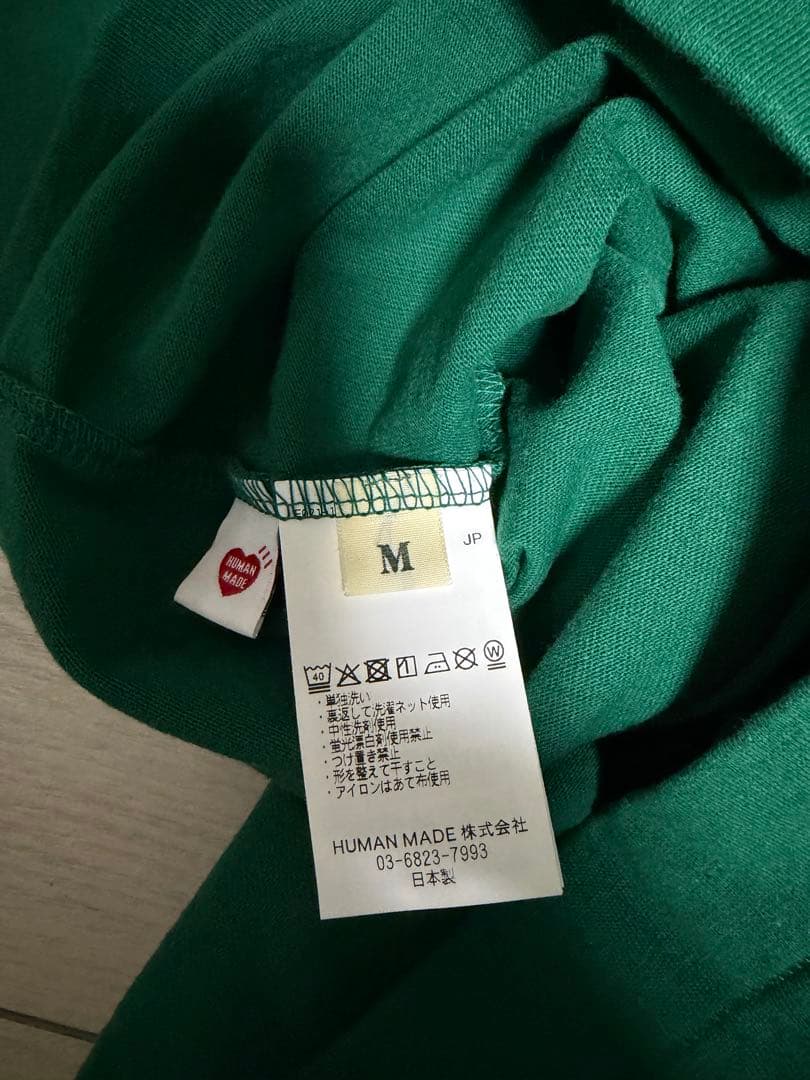 HUMAN
MADE
M
JP
40
W
・単独洗い
・裏返して洗濯ネット使用
・中性洗剤使用
・蛍光漂白剤使用禁止
・つけ置き禁止
・形を整えて干すこと
・アイロンはあて布使用
HUMAN MADE 株式会社
03-6823-7993
日本製